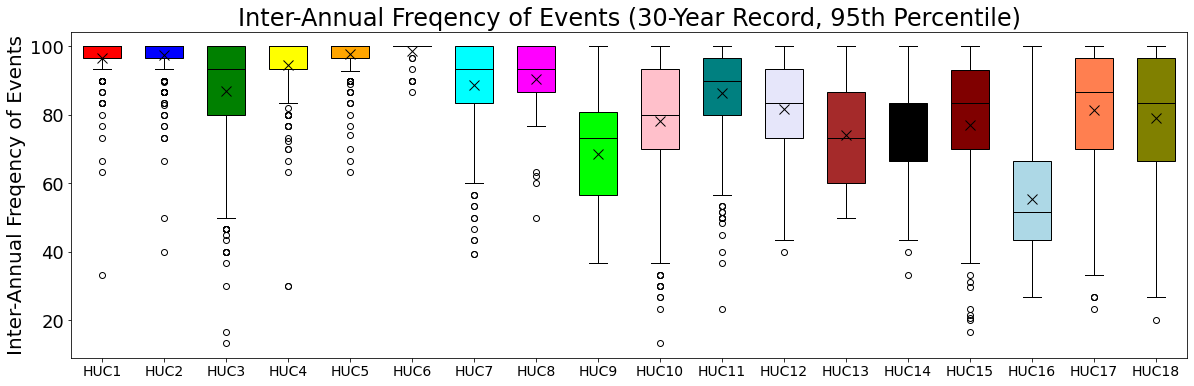 Inter-Annual Freqency of Events (30-Year Record, 95th Percentile)
Inter-Annual Freqency of Events
100
80
60
40
20
HUC1 HUC2 HUC3 HUC4 HUC5 HUC6 HUC7 HUC8 HUC9 HUC10 HUC11 HUC12 HUC13 HUC14 HUC15 HUC16 HUC17 HUC18